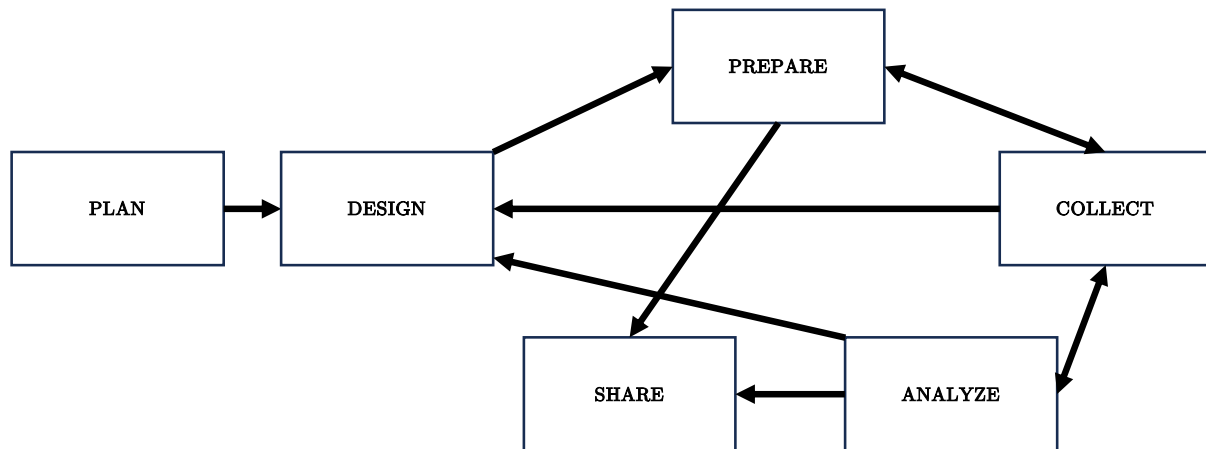 PREPARE
PLAN
DESIGN
COLLECT
SHARE
ANALYZE